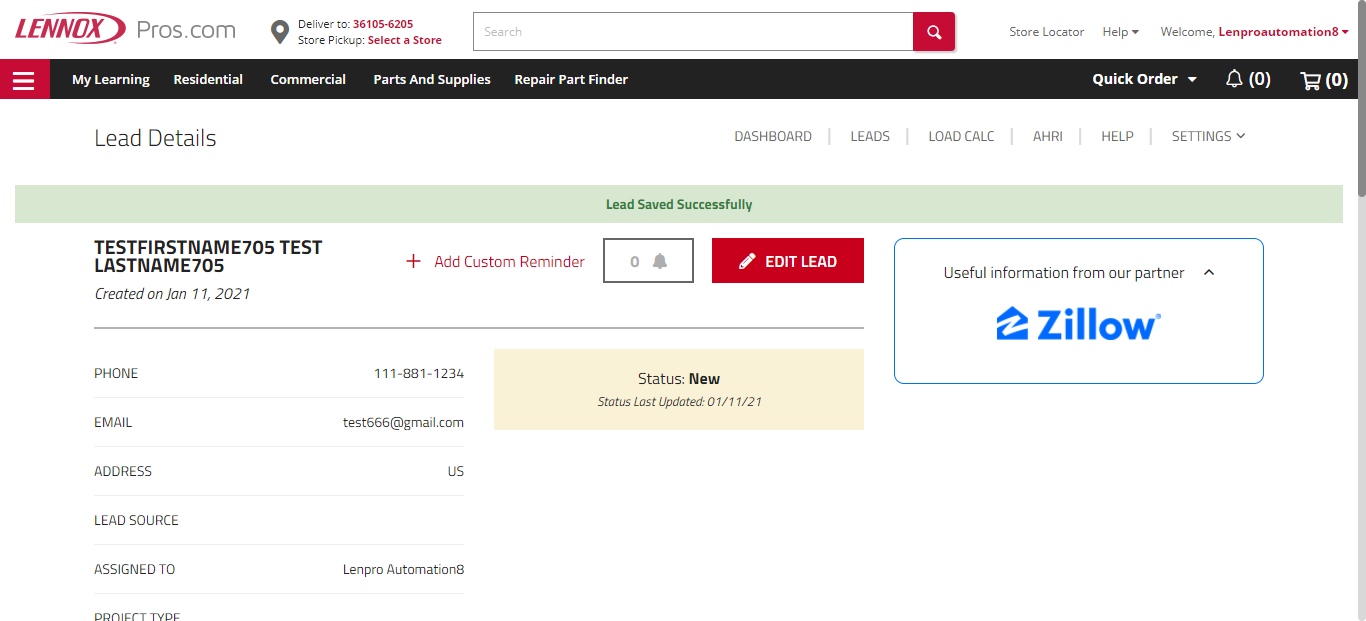 LENNOX Pros.com
Deliver to: 36105-6205
Store Pickup: Select a Store
Search
Store Locator
Help
Welcome, Lenproautomation8
My Learning
Residential
Commercial
Parts And Supplies
Repair Part Finder
Quick Order
(0)
(0)
Lead Details
DASHBOARD
LEADS
LOAD CALC
AHRI
HELP
SETTINGS
Lead Saved Successfully
TESTFIRSTNAME705 TEST
LASTNAME705
Created on Jan 11, 2021
+ Add Custom Reminder
0
EDIT LEAD
Useful information from our partner
Zillow®
PHONE 111-881-1234
EMAIL test666@gmail.com
ADDRESS US
LEAD SOURCE
ASSIGNED TO Lenpro Automation8
PROJECT TYPE
Status: New
Status Last Updated: 01/11/21